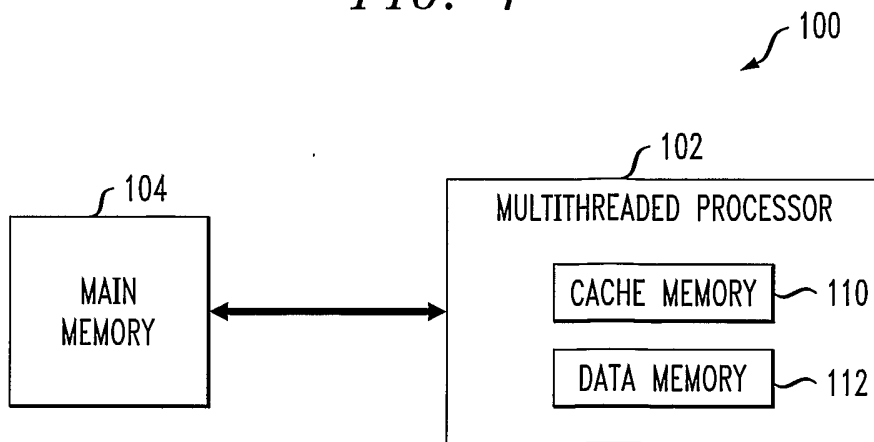 100
102
104
MULTITHREADED PROCESSOR
MAIN
MEMORY
CACHE MEMORY
110
DATA MEMORY
112